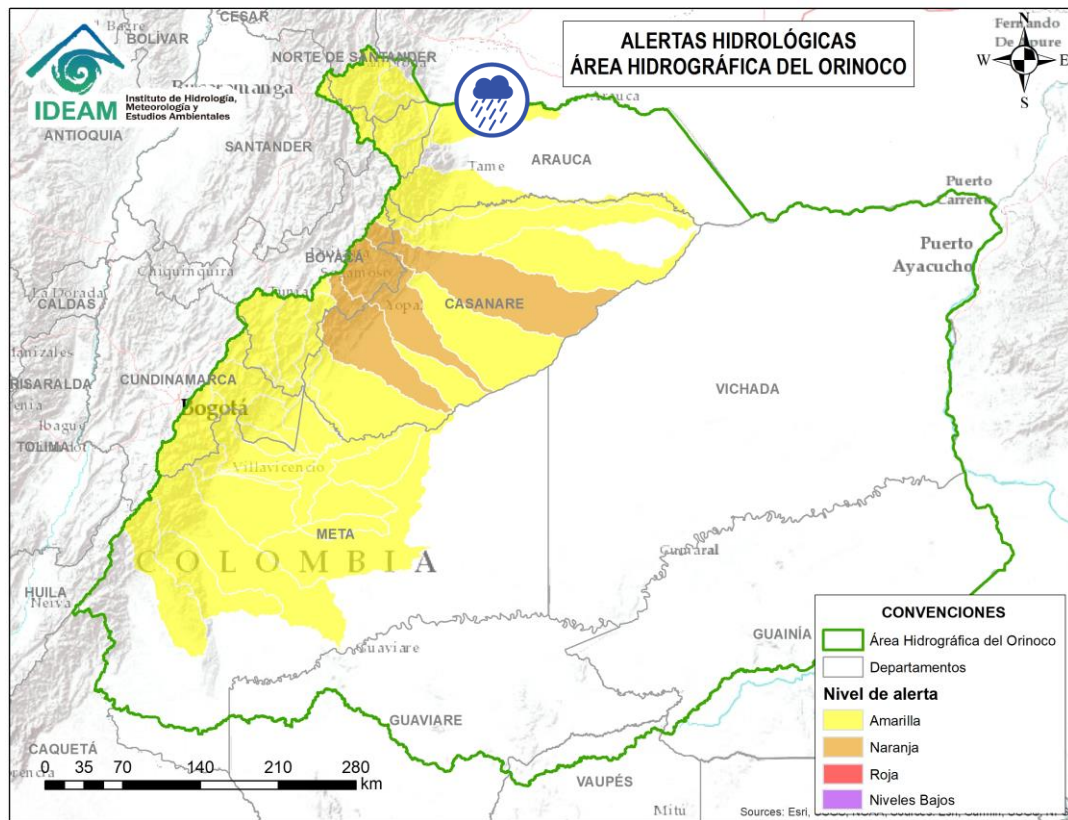 ALERTAS HIDROLÓGICAS
ÁREA HIDROGRÁFICA DEL ORINOCO
IDEAM
Instituto de Hidrología,
Meteorología y
Estudios Ambientales
N
W
E
S
CESAR
BOLÍVAR
NORTE DE SANTANDER
ANTIOQUIA
SANTANDER
Arauca
ARAUCA
Tame
Fernando
De Apure
Puerto
Carreño
Puerto
Ayacucho
BOYACÁ
Sogamoso
Chiquinquira
Tunja
Yopal
CASANARE
La Dorada
CALDAS
Manizales
RISARALDA
CUNDINAMARCA
Bogotá
VICHADA
Ibague
TOLIMA
Villavicencio
META
COLOMBIA
Cumaral
HUILA
Neiva
Guaviare
GUAINÍA
GUAVIARE
CAQUETÁ
VAUPÉS
Mitú
0 35 70 140 210 280
km
CONVENCIONES
Área Hidrográfica del Orinoco
Departamentos
Nivel de alerta
Amarilla
Naranja
Roja
Niveles Bajos
Sources: Esri,